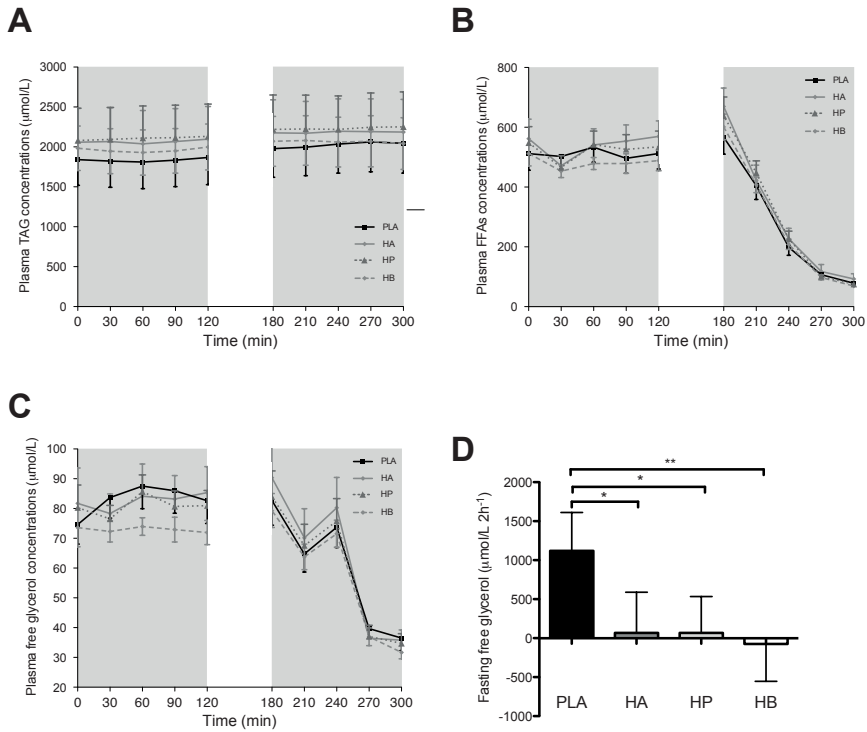 A
Plasma TAG concentrations (µmol/L)
3000
2500
2000
1500
1000
500
0
PLA
HA
HP
HB
0 30 60 90 120 180 210 240 270 300
Time (min)
B
Plasma FFAs concentrations (µmol/L)
800
600
400
200
0
PLA
HA
HP
HB
0 30 60 90 120 180 210 240 270 300
Time (min)
C
Plasma free glycerol concentrations (µmol/L)
100
90
80
70
60
50
40
30
20
PLA
HA
HP
HB
0 30 60 90 120 180 210 240 270 300
Time (min)
D
Fasting free glycerol (µmol/L 2h⁻¹)
2000
1500
1000
500
0
-500
-1000
**
*
*
PLA HA HP HB